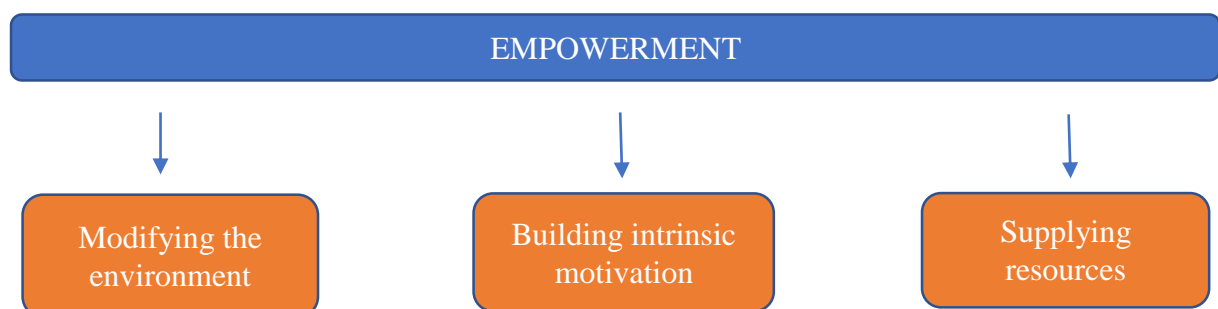 EMPOWERMENT
Modifying the
environment
Building intrinsic
motivation
Supplying
resources